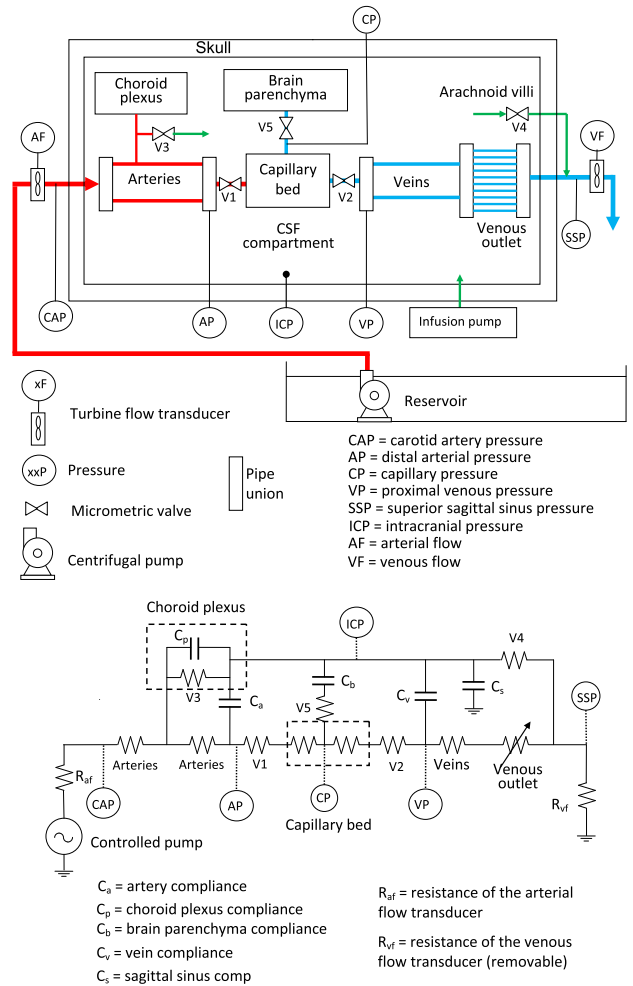 CP
Skull
Choroid
plexus
Brain
parenchyma
Arachnoid villi
AF
V3
V5
V4
VF
Arteries
V1
Capillary
bed
V2
Veins
CSF
compartment
Venous
outlet
SSP
CAP
AP
ICP
VP
Infusion pump
Reservoir
xF
Turbine flow transducer
xxP
Pressure
Pipe
union
Micrometric valve
Centrifugal pump
CAP = carotid artery pressure
AP = distal arterial pressure
CP = capillary pressure
VP = proximal venous pressure
SSP = superior sagittal sinus pressure
ICP = intracranial pressure
AF = arterial flow
VF = venous flow
Choroid plexus
Cp
V3
Ca
ICP
Cb
V5
Cv
Cs
V4
SSP
Raf
Arteries
Arteries
V1
V2
Veins
Venous
outlet
CAP
AP
CP
VP
Rvf
Capillary bed
Controlled pump
Ca = artery compliance
Cp = choroid plexus compliance
Cb = brain parenchyma compliance
Cv = vein compliance
Cs = sagittal sinus comp
Raf = resistance of the arterial
flow transducer
Rvf = resistance of the venous
flow transducer (removable)